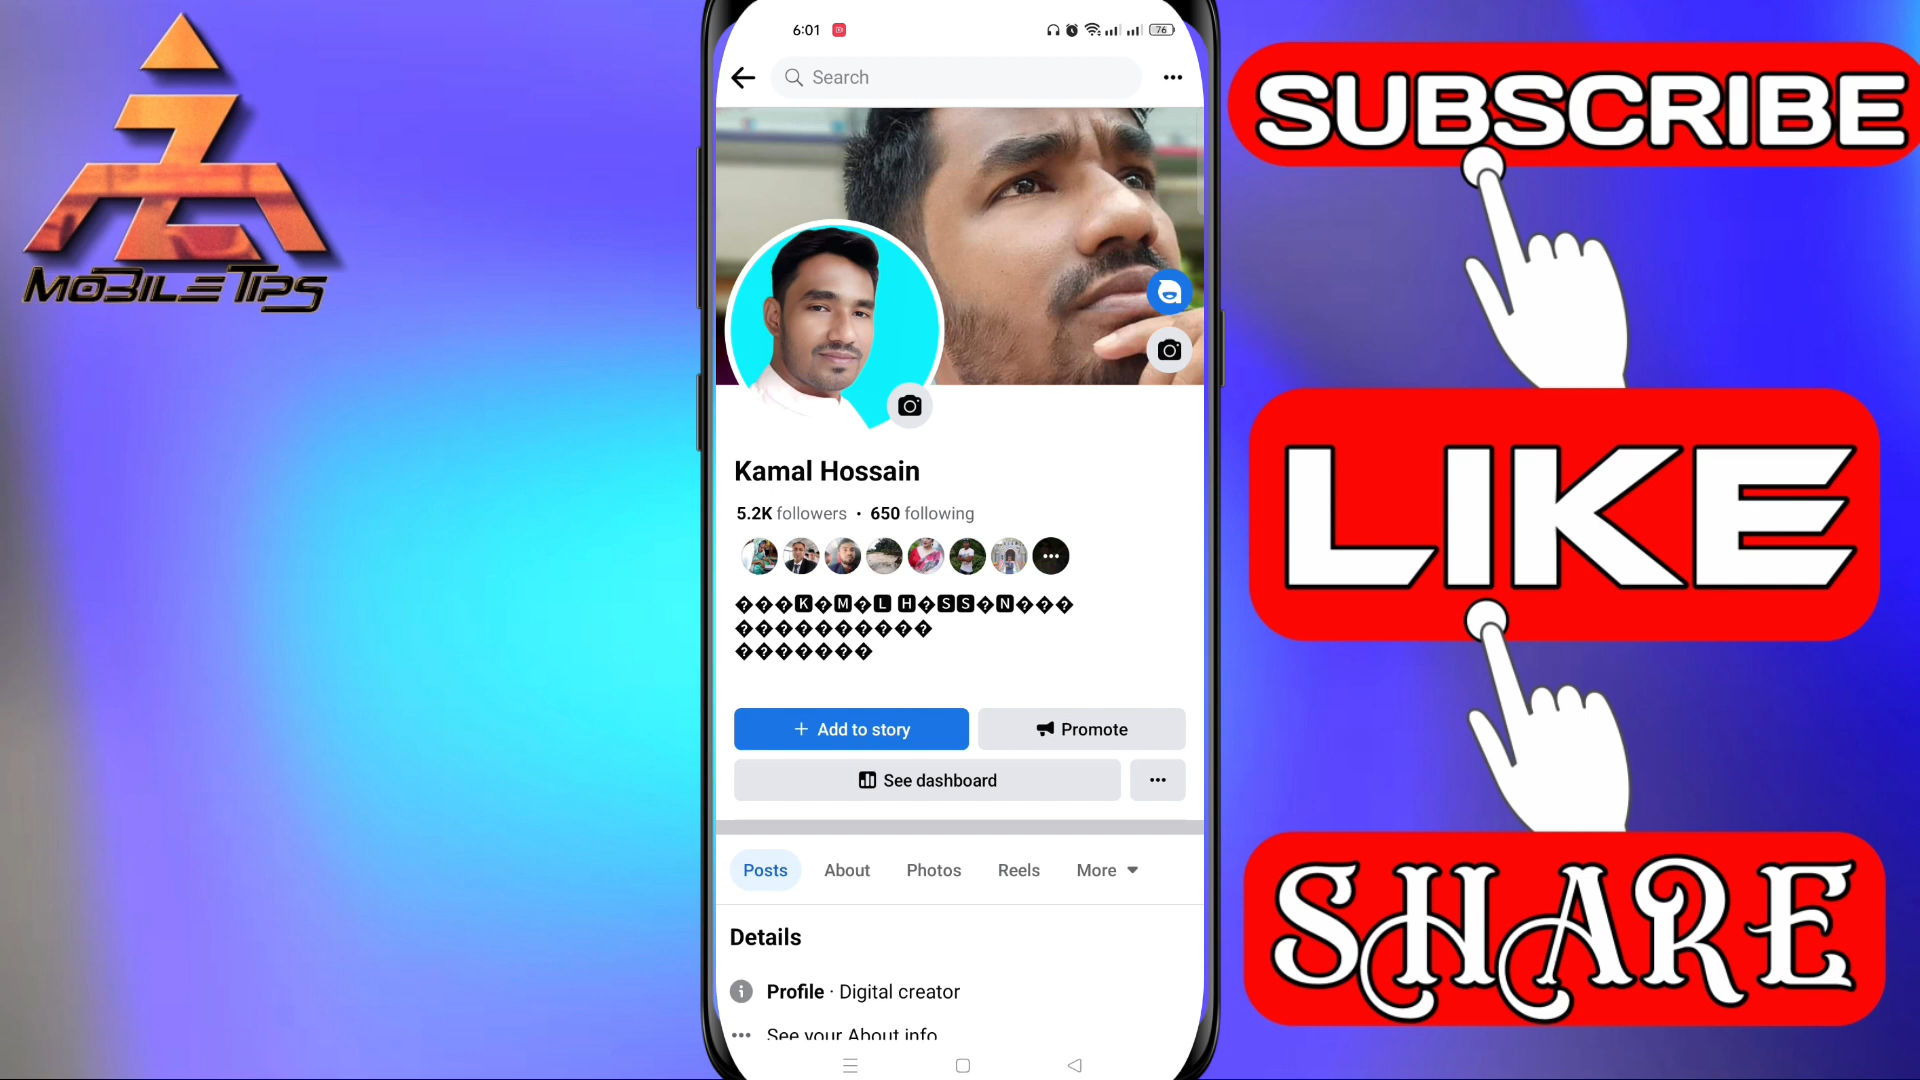 MOBILE TIPS
6:01
76
Search
Kamal Hossain
5.2K followers • 650 following
���🅺�🅼�🅻 🅷�🆂🆂�🅽���
����������
�������
+ Add to story
Promote
See dashboard
Posts
About
Photos
Reels
More
Details
Profile · Digital creator
See your About info
SUBSCRIBE
LIKE
SHARE